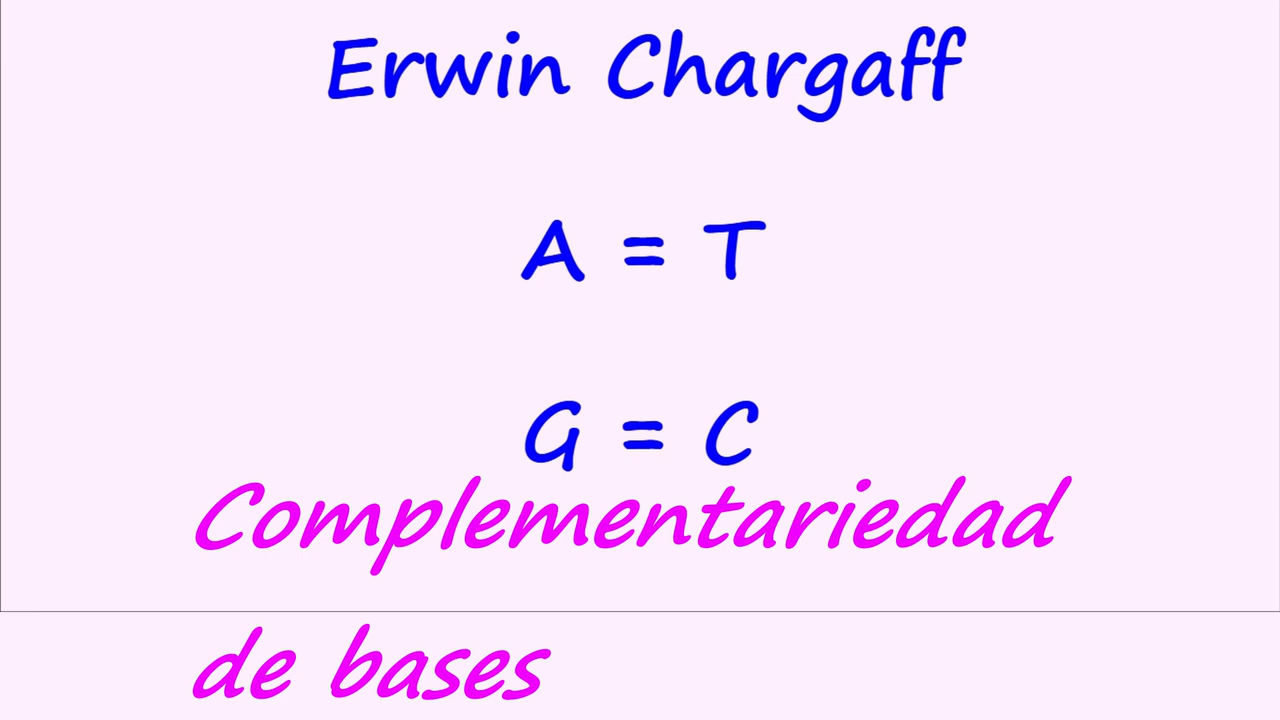 Erwin Chargaff
A = T
G = C
Complementariedad
de bases